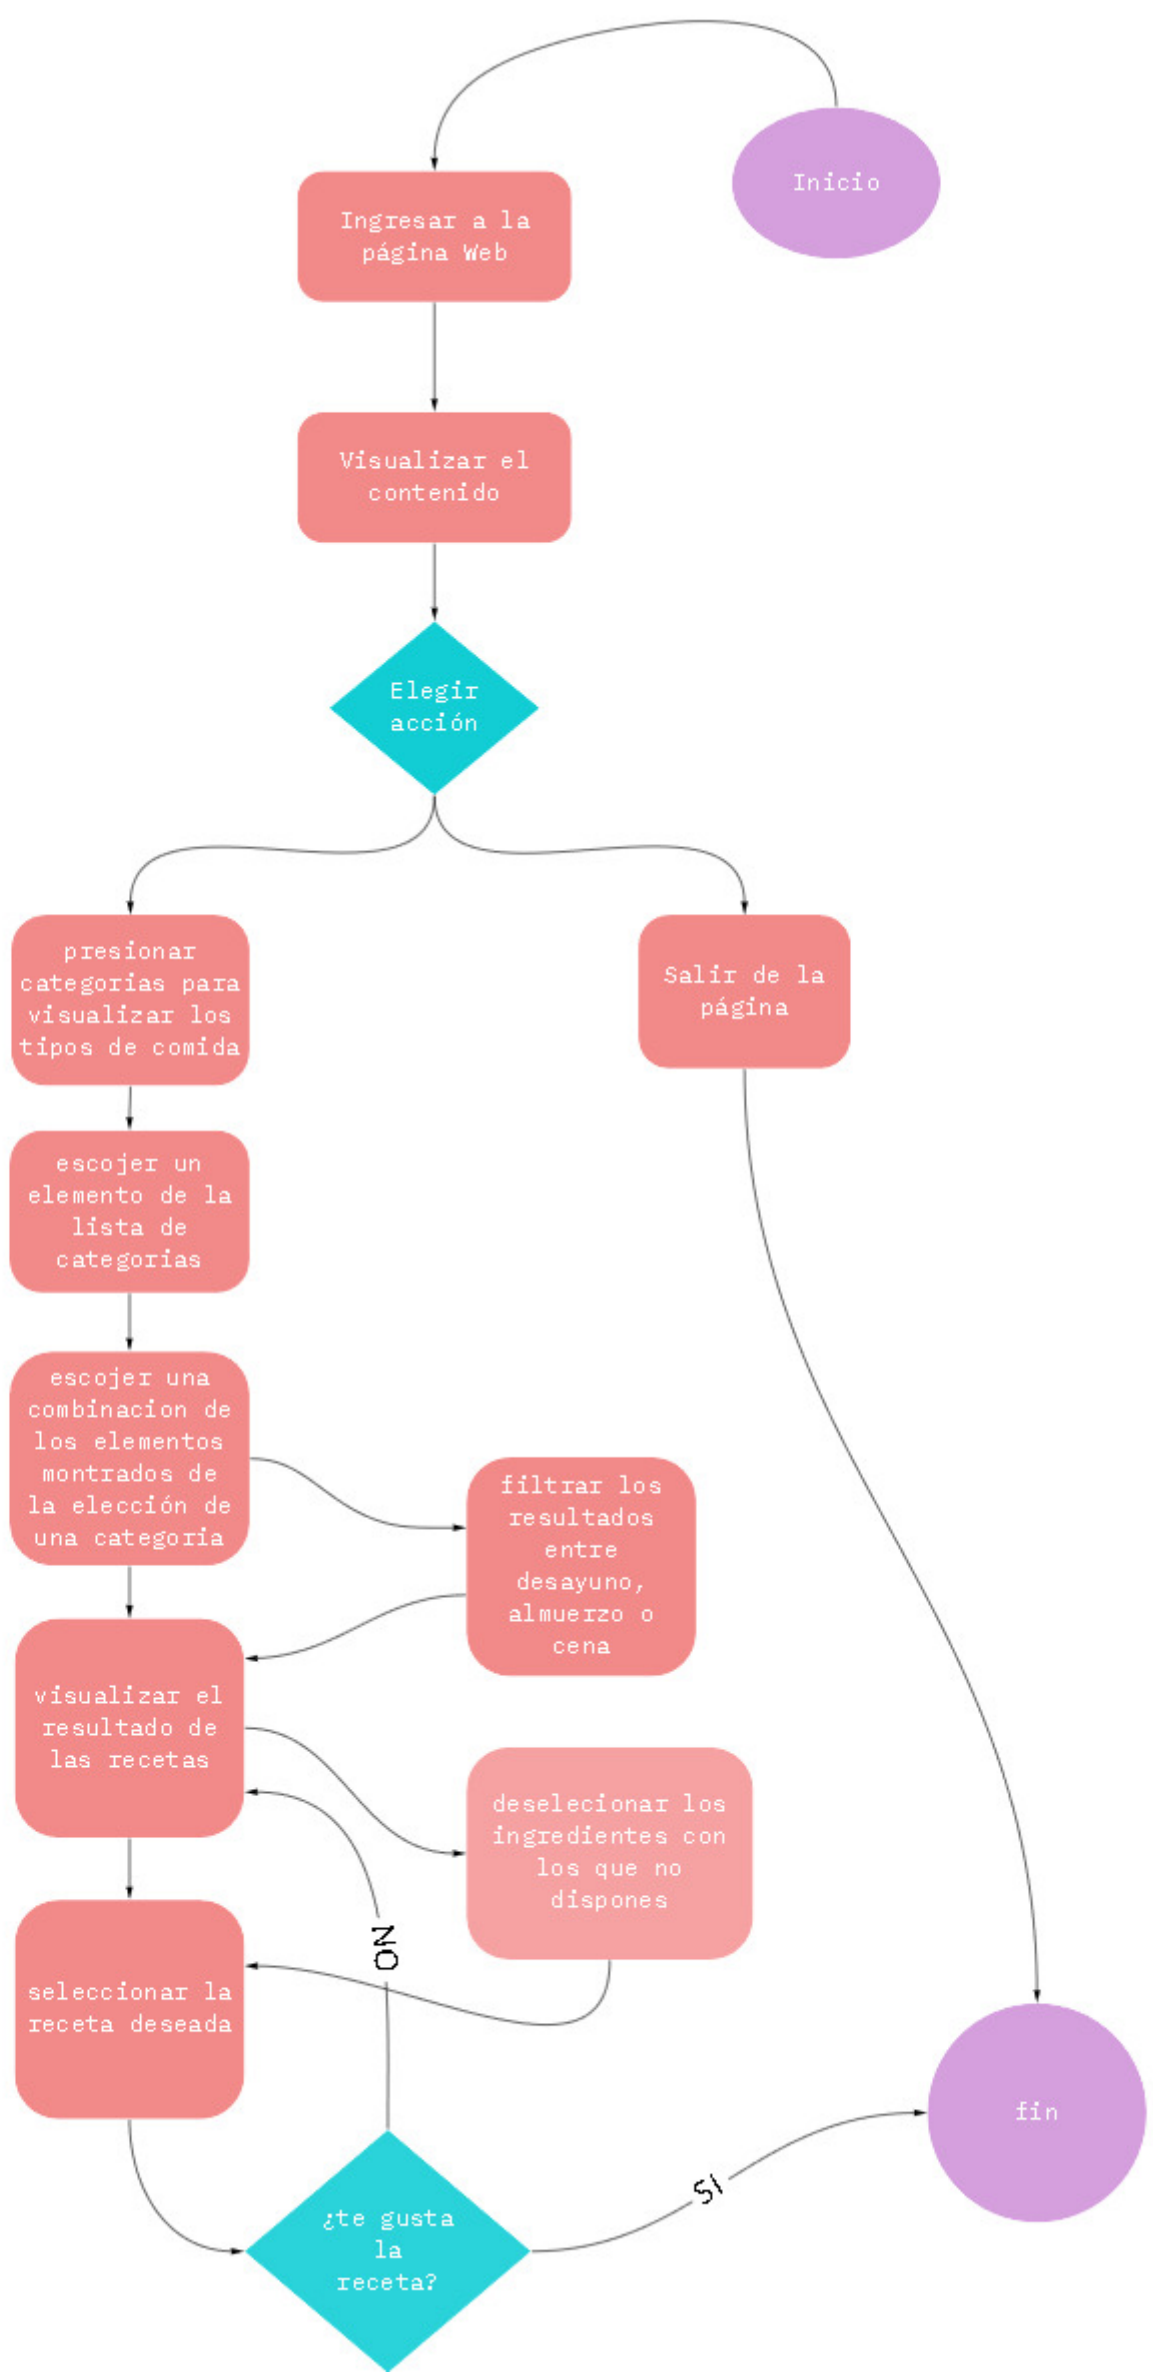 Inicio
Ingresar a la
página Web
Visualizar el
contenido
Elegir
acción
presionar
categorias para
visualizar los
tipos de comida
Salir de la
página
escojer un
elemento de la
lista de
categorias
escojer una
combinacion de
los elementos
montrados de
la elección de
una categoria
filtrar los
resultados
entre
desayuno,
almuerzo o
cena
visualizar el
resultado de
las recetas
deselecionar los
ingredientes con
los que no
dispones
NO
seleccionar la
receta deseada
fin
SI
¿te gusta
la
receta?